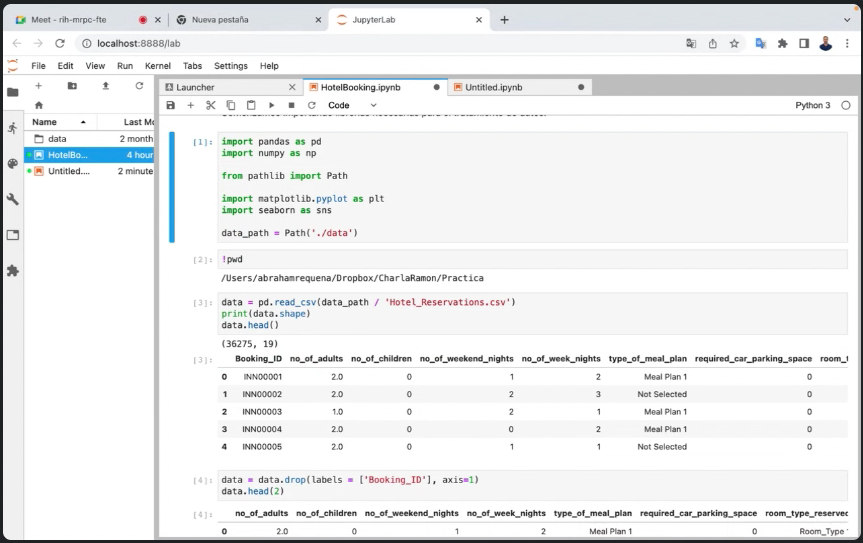 Meet - rih-mrpc-fte
Nueva pestaña
JupyterLab
localhost:8888/lab
File Edit View Run Kernel Tabs Settings Help
Launcher
HotelBooking.ipynb
Untitled.ipynb
Code
Python 3
Name
Last Mo
data 2 month
HotelBo... 4 hour
Untitled.... 2 minute
[1]:
import pandas as pd
import numpy as np
from pathlib import Path
import matplotlib.pyplot as plt
import seaborn as sns
data_path = Path('./data')
[2]: !pwd
/Users/abrahamrequena/Dropbox/CharlaRamon/Practica
[3]: data = pd.read_csv(data_path / 'Hotel_Reservations.csv')
print(data.shape)
data.head()
(36275, 19)
[3]: Booking_ID no_of_adults no_of_children no_of_weekend_nights no_of_week_nights type_of_meal_plan required_car_parking_space room_t
0 INN00001 2.0 0 1 2 Meal Plan 1 0
1 INN00002 2.0 0 2 3 Not Selected 0
2 INN00003 1.0 0 2 1 Meal Plan 1 0
3 INN00004 2.0 0 0 2 Meal Plan 1 0
4 INN00005 2.0 0 1 1 Not Selected 0
[4]: data = data.drop(labels = ['Booking_ID'], axis=1)
data.head(2)
[4]: no_of_adults no_of_children no_of_weekend_nights no_of_week_nights type_of_meal_plan required_car_parking_space room_type_reserved
0 2.0 0 1 2 Meal Plan 1 0 Room_Type